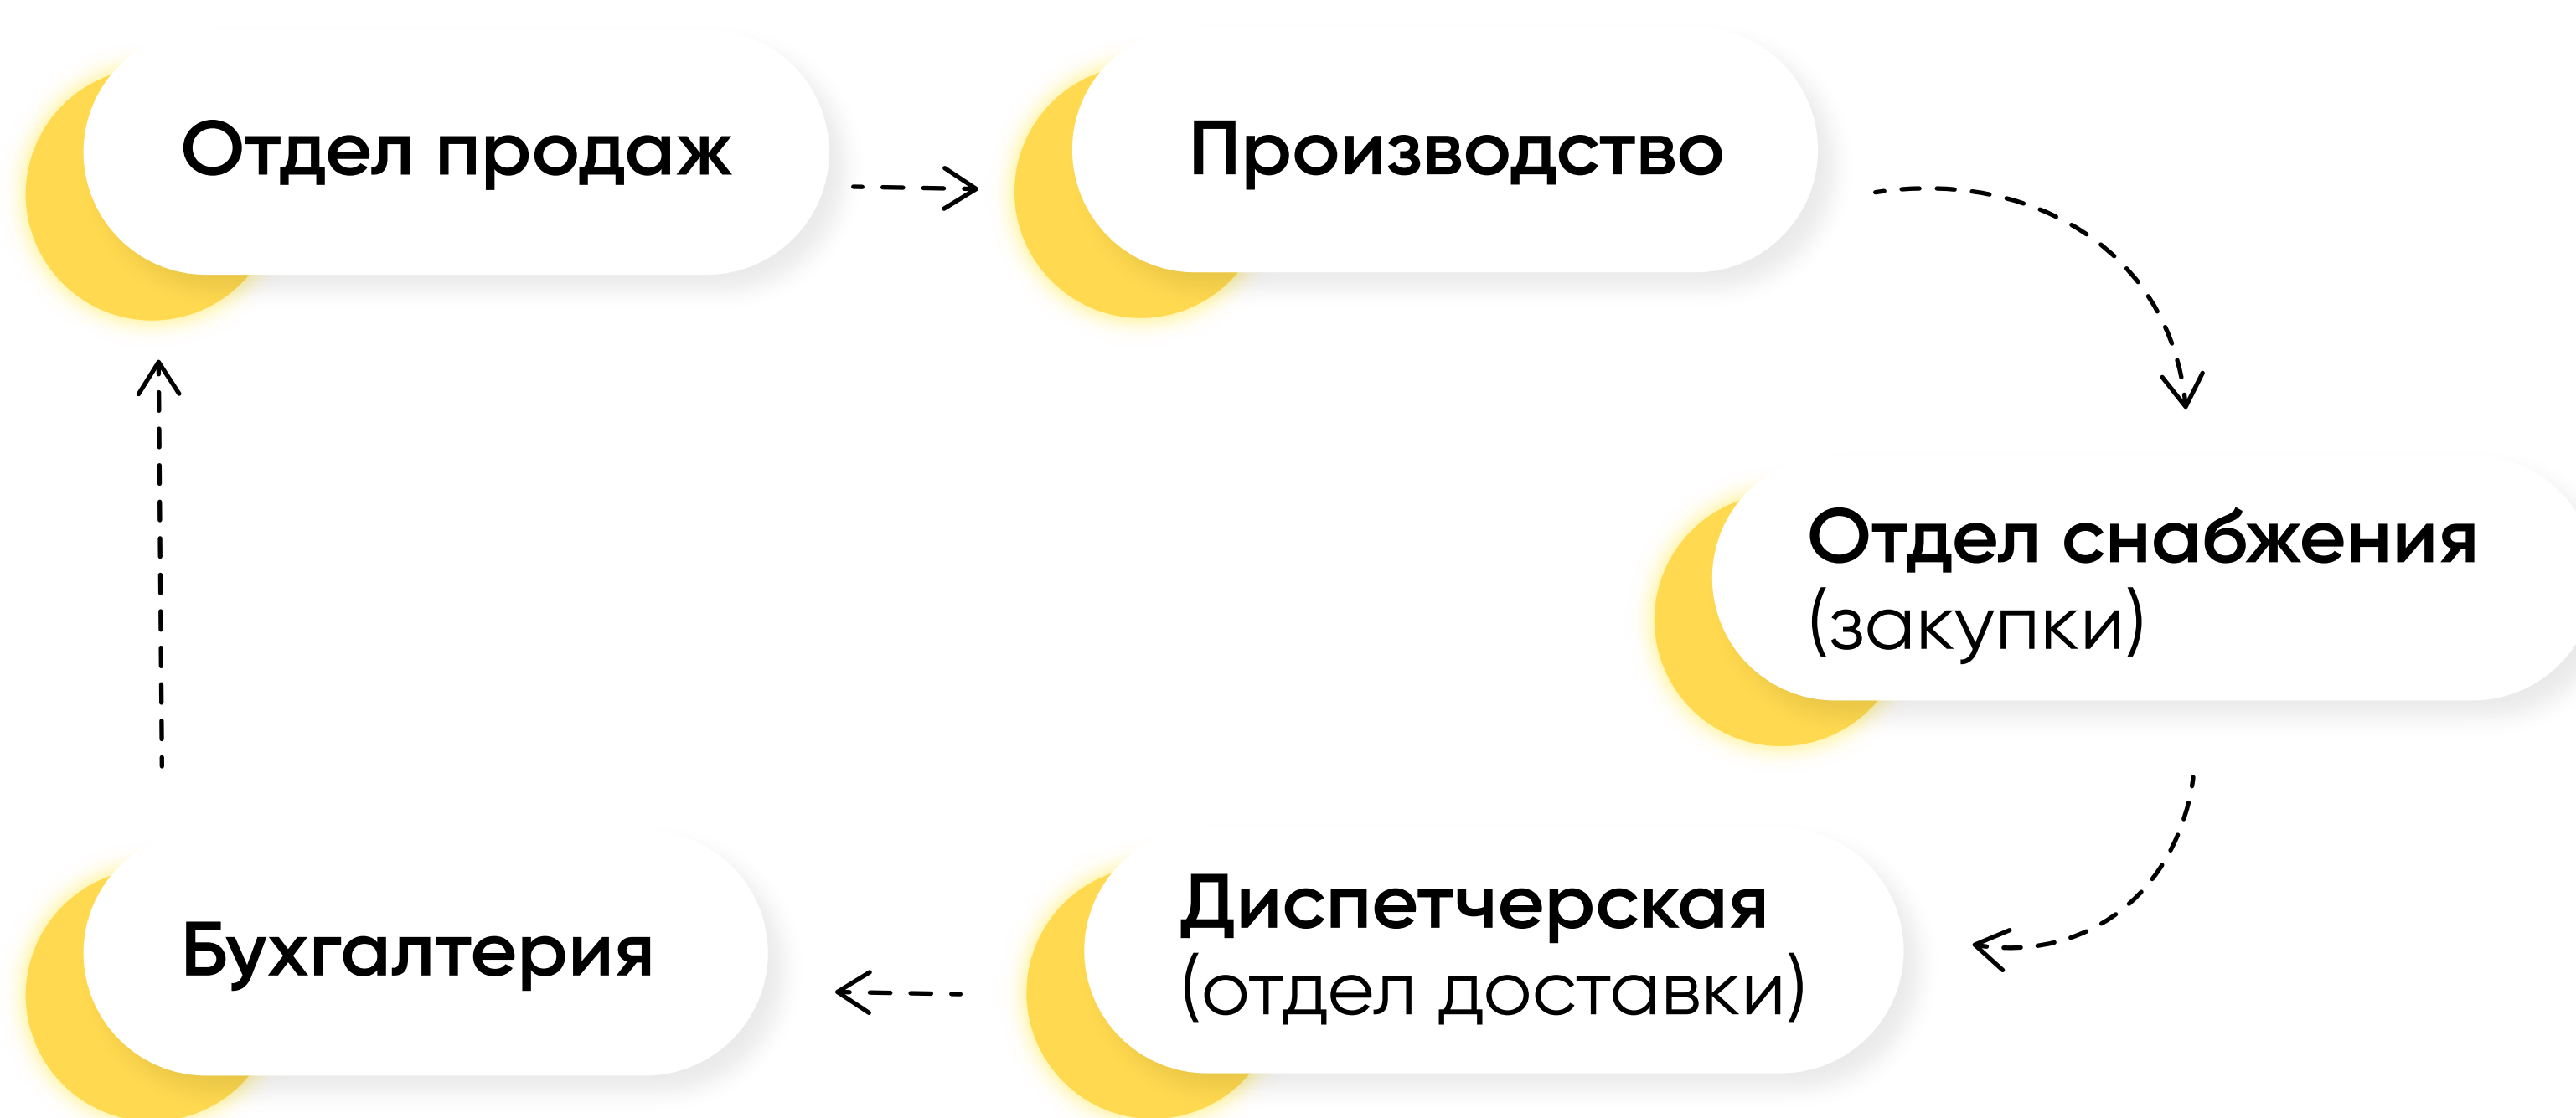 Отдел продаж
Производство
Отдел снабжения
(закупки)
Диспетчерская
(отдел доставки)
Бухгалтерия